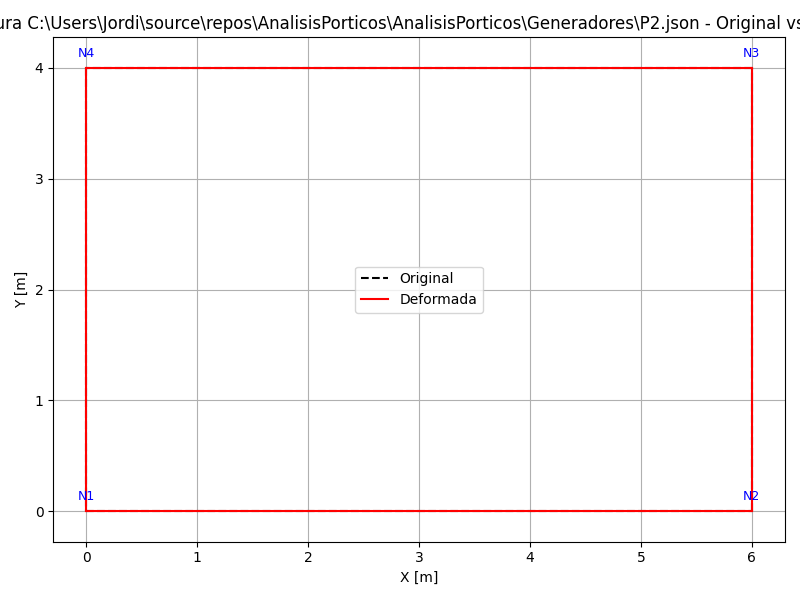 ura C:\Users\Jordi\source\repos\AnalisisPorticos\AnalisisPorticos\Generadores\P2.json - Original vs
N4
N3
4
3
2
1
0
Y [m]
Original
Deformada
N1
N2
0
1
2
3
4
5
6
X [m]